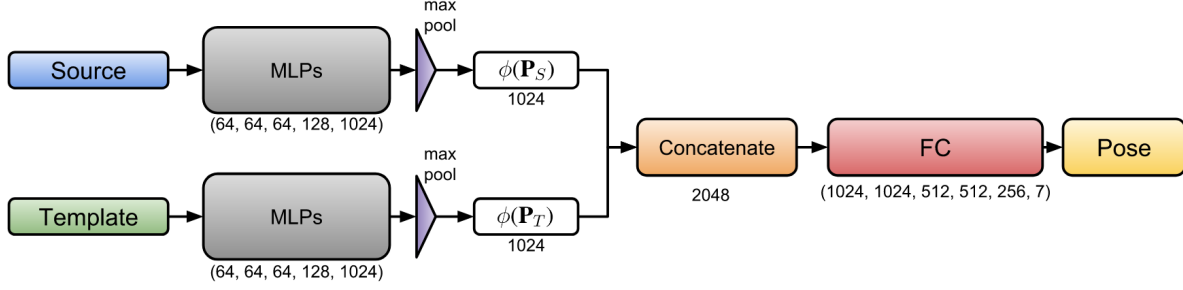 max
pool
Source
MLPs
ϕ(P_S)
(64, 64, 64, 128, 1024)
1024
Concatenate
2048
FC
(1024, 1024, 512, 512, 256, 7)
Pose
max
pool
Template
MLPs
ϕ(P_T)
(64, 64, 64, 128, 1024)
1024